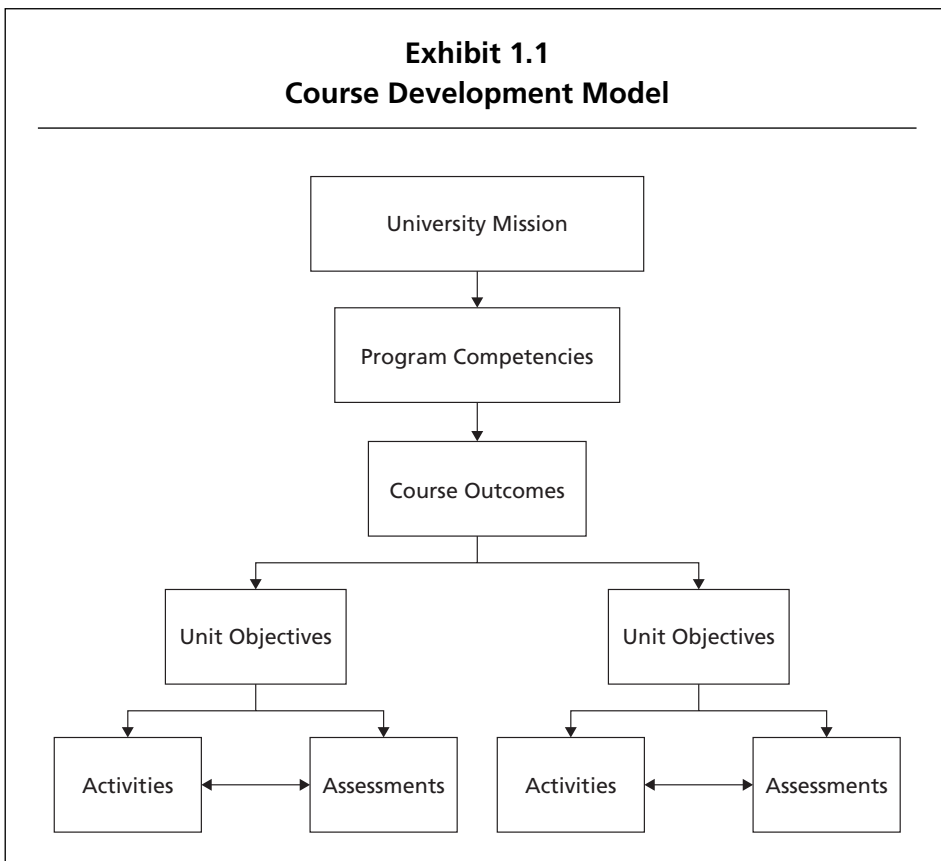 Exhibit 1.1
Course Development Model
University Mission
Program Competencies
Course Outcomes
Unit Objectives
Unit Objectives
Activities
Assessments
Activities
Assessments